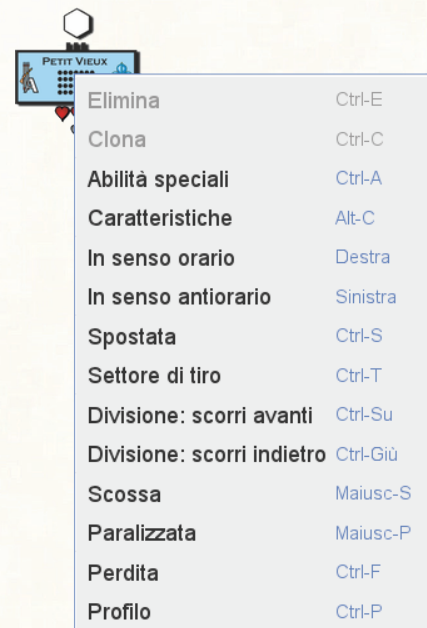 PETIT VIEUX
Elimina Ctrl-E
Clona Ctrl-C
Abilità speciali Ctrl-A
Caratteristiche Alt-C
In senso orario Destra
In senso antiorario Sinistra
Spostata Ctrl-S
Settore di tiro Ctrl-T
Divisione: scorri avanti Ctrl-Su
Divisione: scorri indietro Ctrl-Giù
Scossa Maiusc-S
Paralizzata Maiusc-P
Perdita Ctrl-F
Profilo Ctrl-P